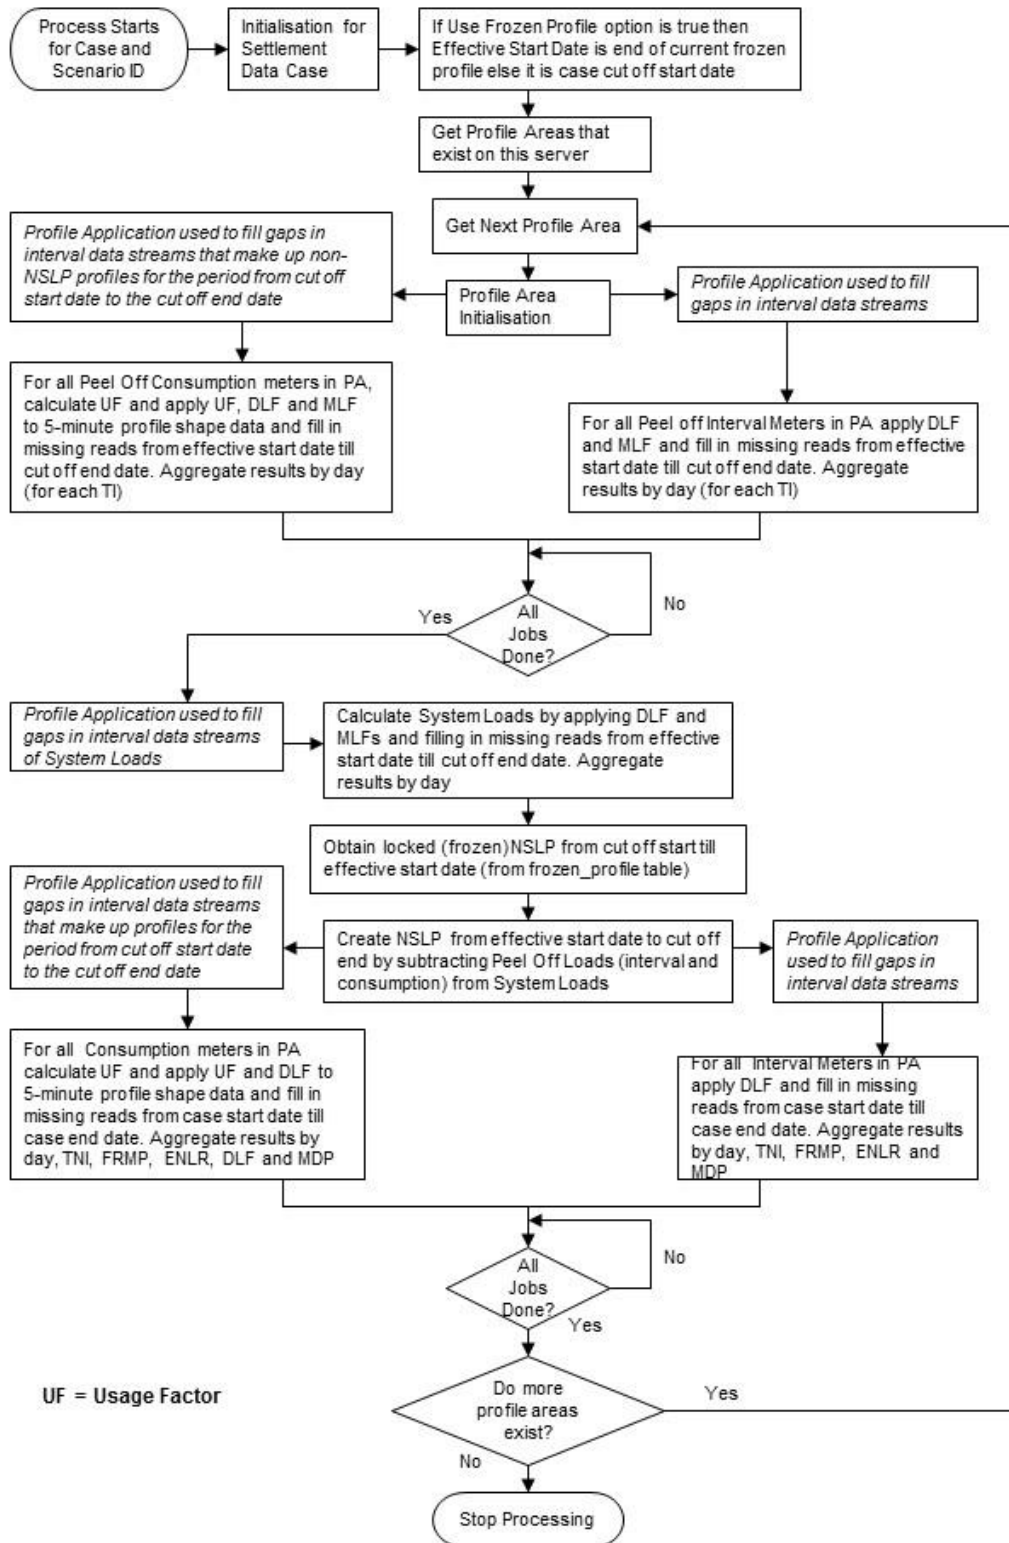 Process Starts
for Case and
Scenario ID
Initialisation for
Settlement
Data Case
If Use Frozen Profile option is true then
Effective Start Date is end of current frozen
profile else it is case cut off start date
Get Profile Areas that
exist on this server
Get Next Profile Area
Profile Application used to fill gaps in
interval data streams that make up non-
NSLP profiles for the period from cut off
start date to the cut off end date
Profile Area
Initialisation
Profile Application used to fill
gaps in interval data streams
For all Peel Off Consumption meters in PA,
calculate UF and apply UF, DLF and MLF
to 5-minute profile shape data and fill in
missing reads from effective start date till
cut off end date. Aggregate results by day
(for each TI)
For all Peel off Interval Meters in PA apply DLF
and MLF and fill in missing reads from effective
start date till cut off end date. Aggregate
results by day (for each TI)
All
Jobs
Done?
No
Yes
Profile Application used to fill
gaps in interval data streams
of System Loads
Calculate System Loads by applying DLF and
MLFs and filling in missing reads from effective
start date till cut off end date. Aggregate
results by day
Obtain locked (frozen)NSLP from cut off start till
effective start date (from frozen_profile table)
Profile Application used to fill
gaps in interval data streams
that make up profiles for the
period from cut off start date
to the cut off end date
Create NSLP from effective start date to cut off
end by subtracting Peel Off Loads (interval and
consumption) from System Loads
Profile Application
used to fill gaps in
interval data streams
For all Consumption meters in PA
calculate UF and apply UF and DLF to
5-minute profile shape data and fill in
missing reads from case start date till
case end date. Aggregate results by
day, TNI, FRMP, ENLR, DLF and MDP
For all Interval Meters in PA
apply DLF and fill in missing
reads from case start date till
case end date. Aggregate results
by day, TNI, FRMP, ENLR and
MDP
All
Jobs
Done?
No
Yes
UF = Usage Factor
Do more
profile areas
exist?
Yes
No
Stop Processing